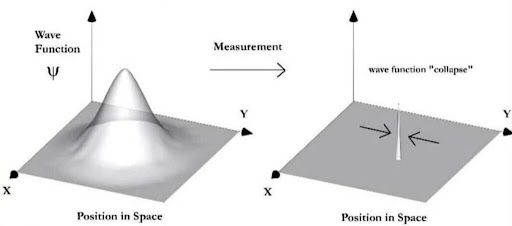 Wave
Function
ψ
Y
X
Position in Space
Measurement
wave function "collapse"
Y
X
Position in Space